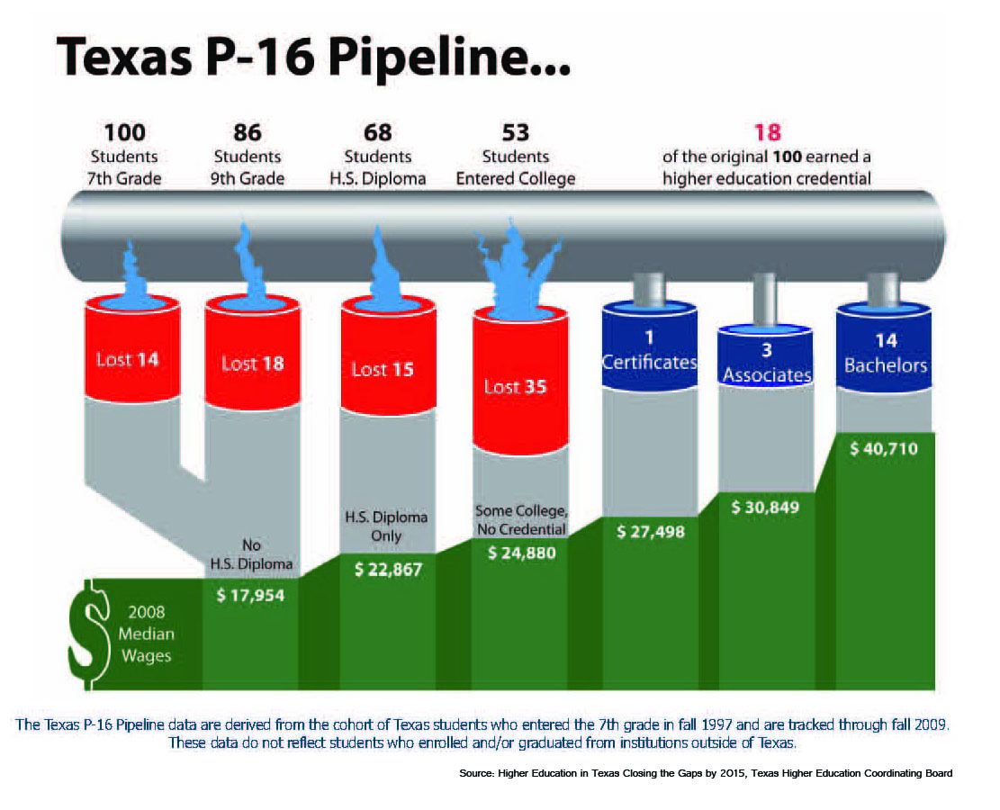 Texas P-16 Pipeline...
100
Students
7th Grade
86
Students
9th Grade
68
Students
H.S. Diploma
53
Students
Entered College
18
of the original 100 earned a
higher education credential
Lost 14
Lost 18
Lost 15
Lost 35
1
Certificates
3
Associates
14
Bachelors
No
H.S. Diploma
H.S. Diploma
Only
Some College,
No Credential
$
2008
Median
Wages
$ 17,954
$ 22,867
$ 24,880
$ 27,498
$ 30,849
$ 40,710
The Texas P-16 Pipeline data are derived from the cohort of Texas students who entered the 7th grade in fall 1997 and are tracked through fall 2009.
These data do not reflect students who enrolled and/or graduated from institutions outside of Texas.
Source: Higher Education in Texas Closing the Gaps by 2015, Texas Higher Education Coordinating Board